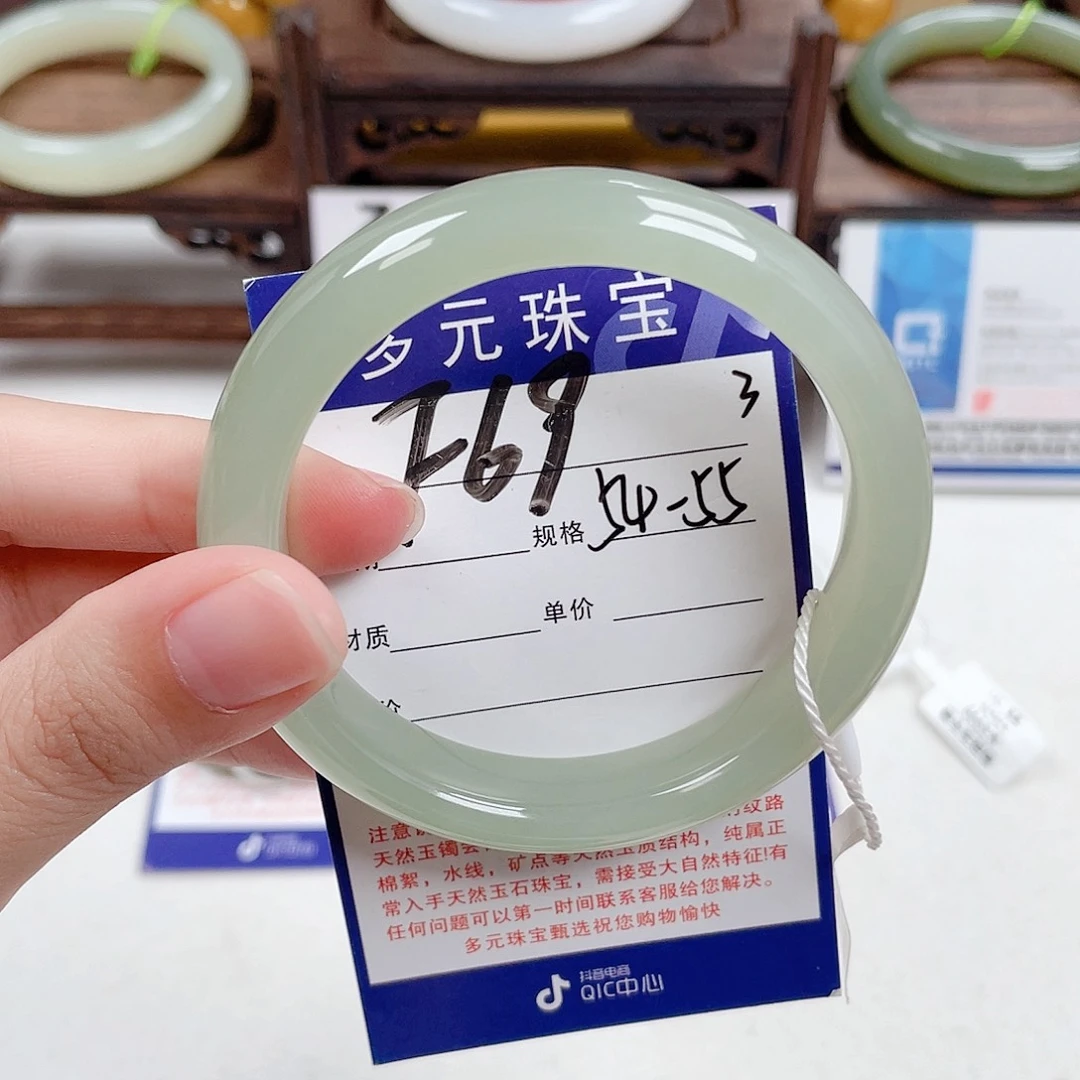 多元珠宝
Z69
3
规格 54-55
材质 单价
天然玉镯会
棉絮，水线，矿点等天然玉质结构，纯属正
常入手天然玉石珠宝，需接受大自然特征!有
任何问题可以第一时间联系客服给您解决。
多元珠宝甄选祝您购物愉快
抖音电商
QIC中心
QIC